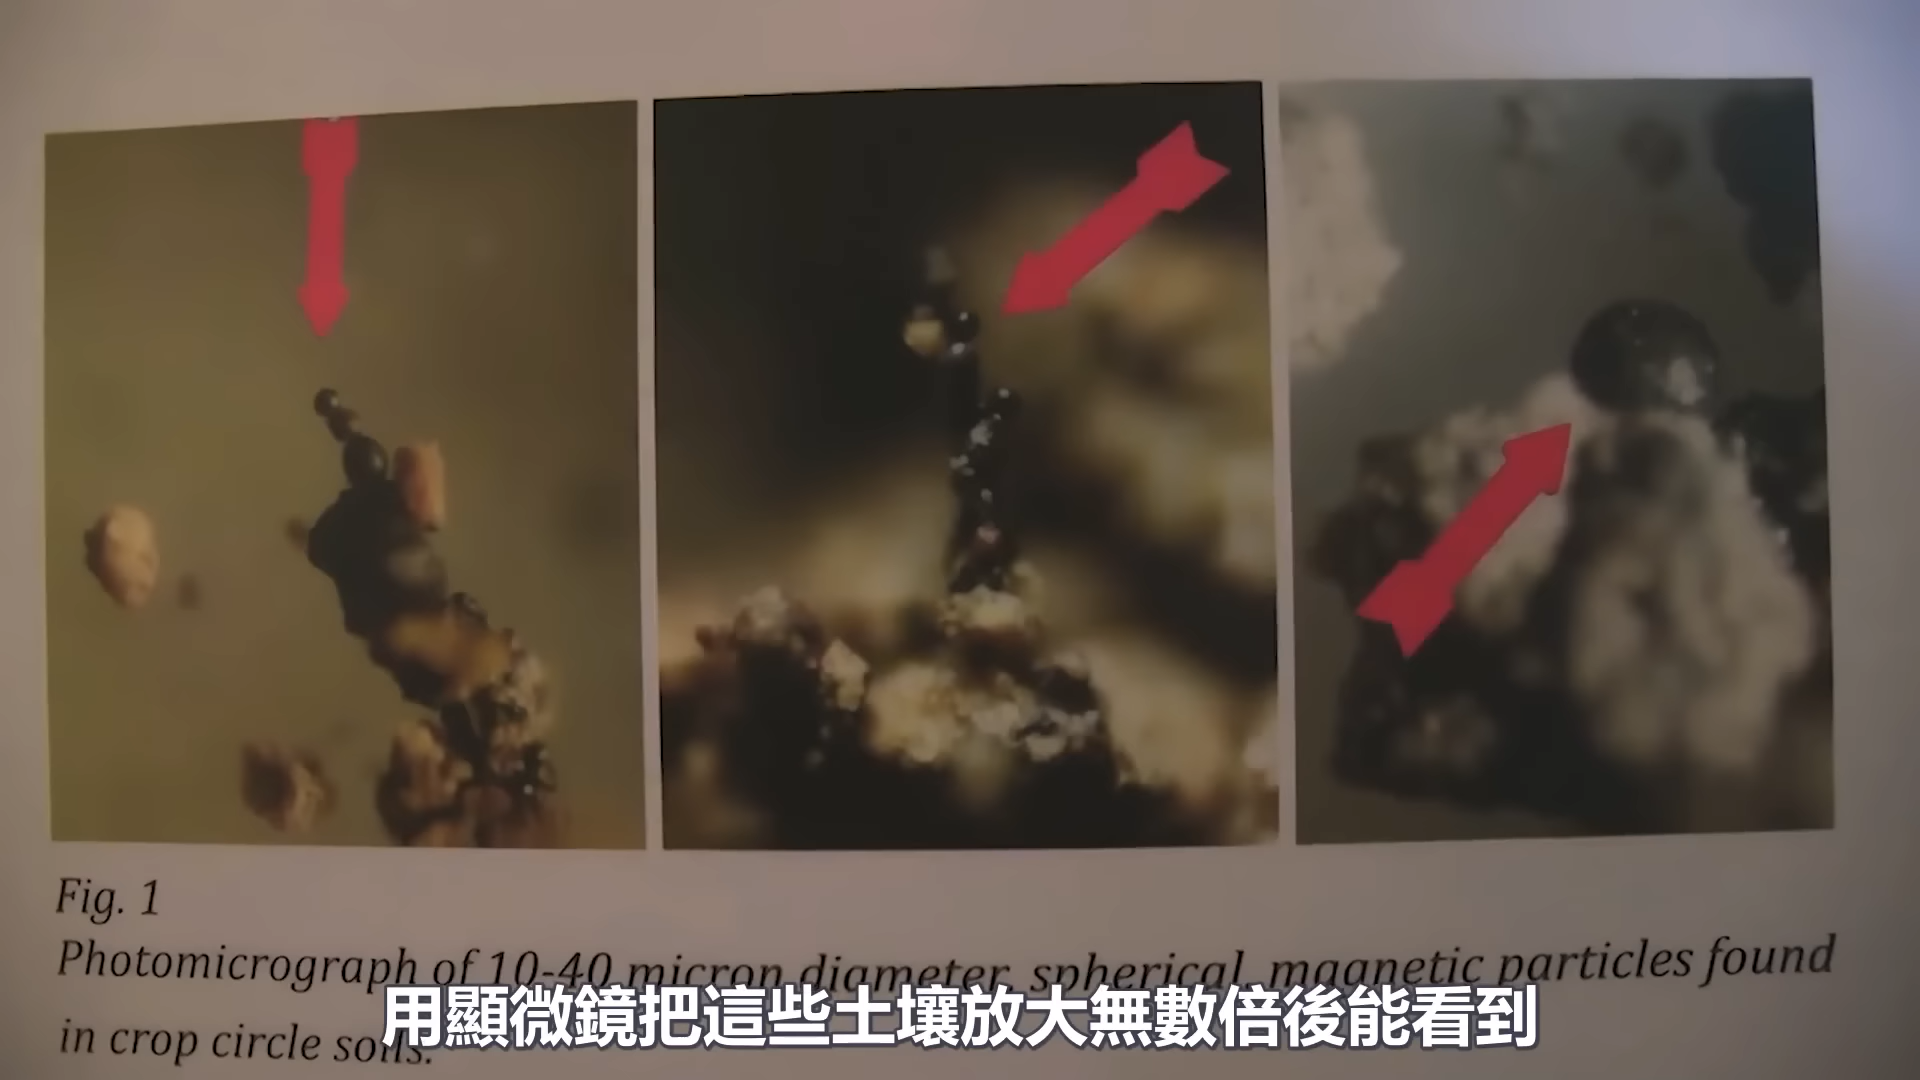 Fig. 1
Photomicrograph of 10-40 micron diameter, spherical, magnetic particles found
in crop circle soils.
用顯微鏡把這些土壤放大無數倍後能看到